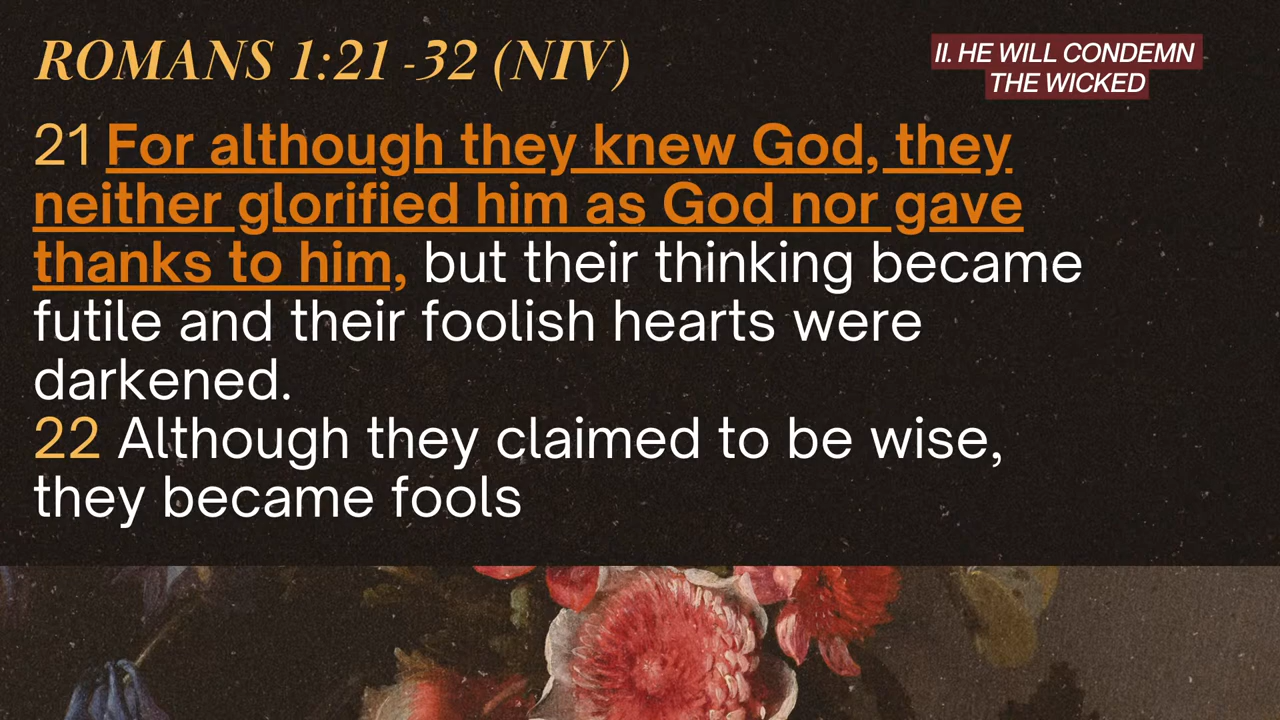 ROMANS 1:21 -32 (NIV)
II. HE WILL CONDEMN
THE WICKED
21 For although they knew God, they
neither glorified him as God nor gave
thanks to him, but their thinking became
futile and their foolish hearts were
darkened.
22 Although they claimed to be wise,
they became fools